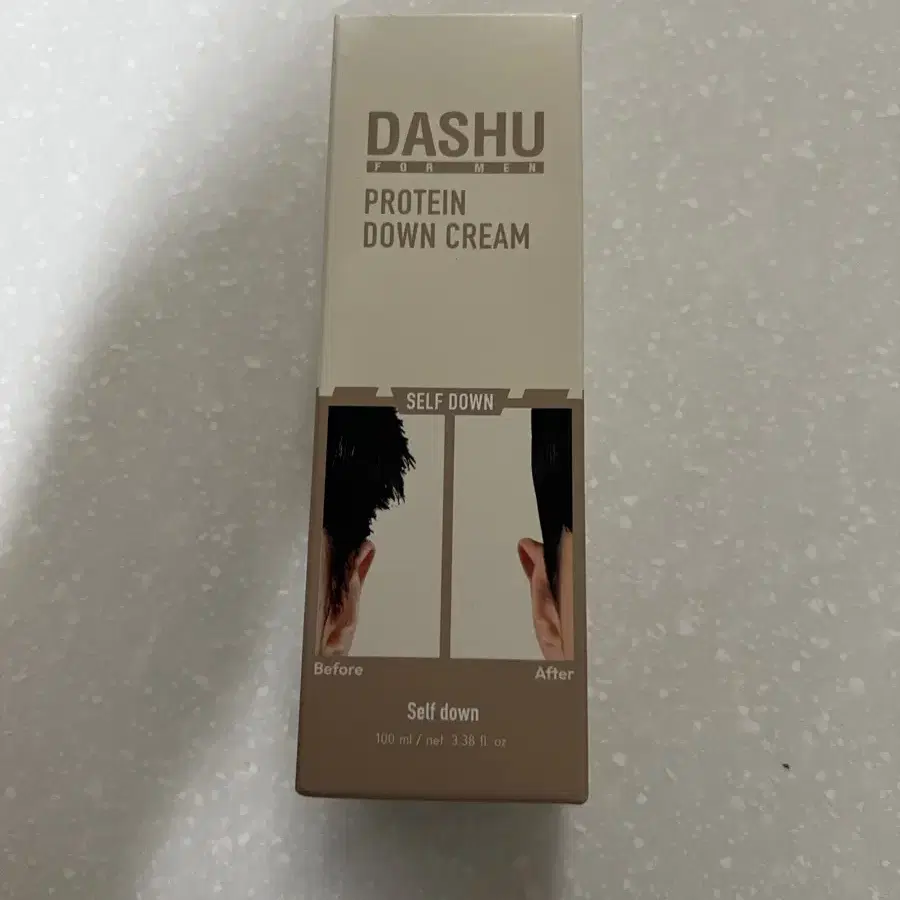 DASHU
FOR MEN
PROTEIN
DOWN CREAM
SELF DOWN
Before
After
Self down
100 ml / net 3.38 fl. oz